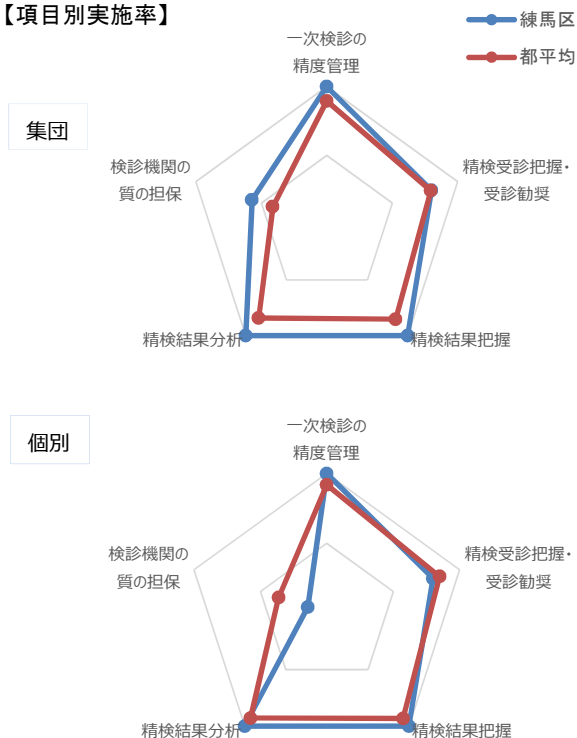 【項目別実施率】
練馬区
都平均
集団
一次検診の
精度管理
精検受診把握・
受診勧奨
精検結果把握
精検結果分析
検診機関の
質の担保
個別
一次検診の
精度管理
精検受診把握・
受診勧奨
精検結果把握
精検結果分析
検診機関の
質の担保